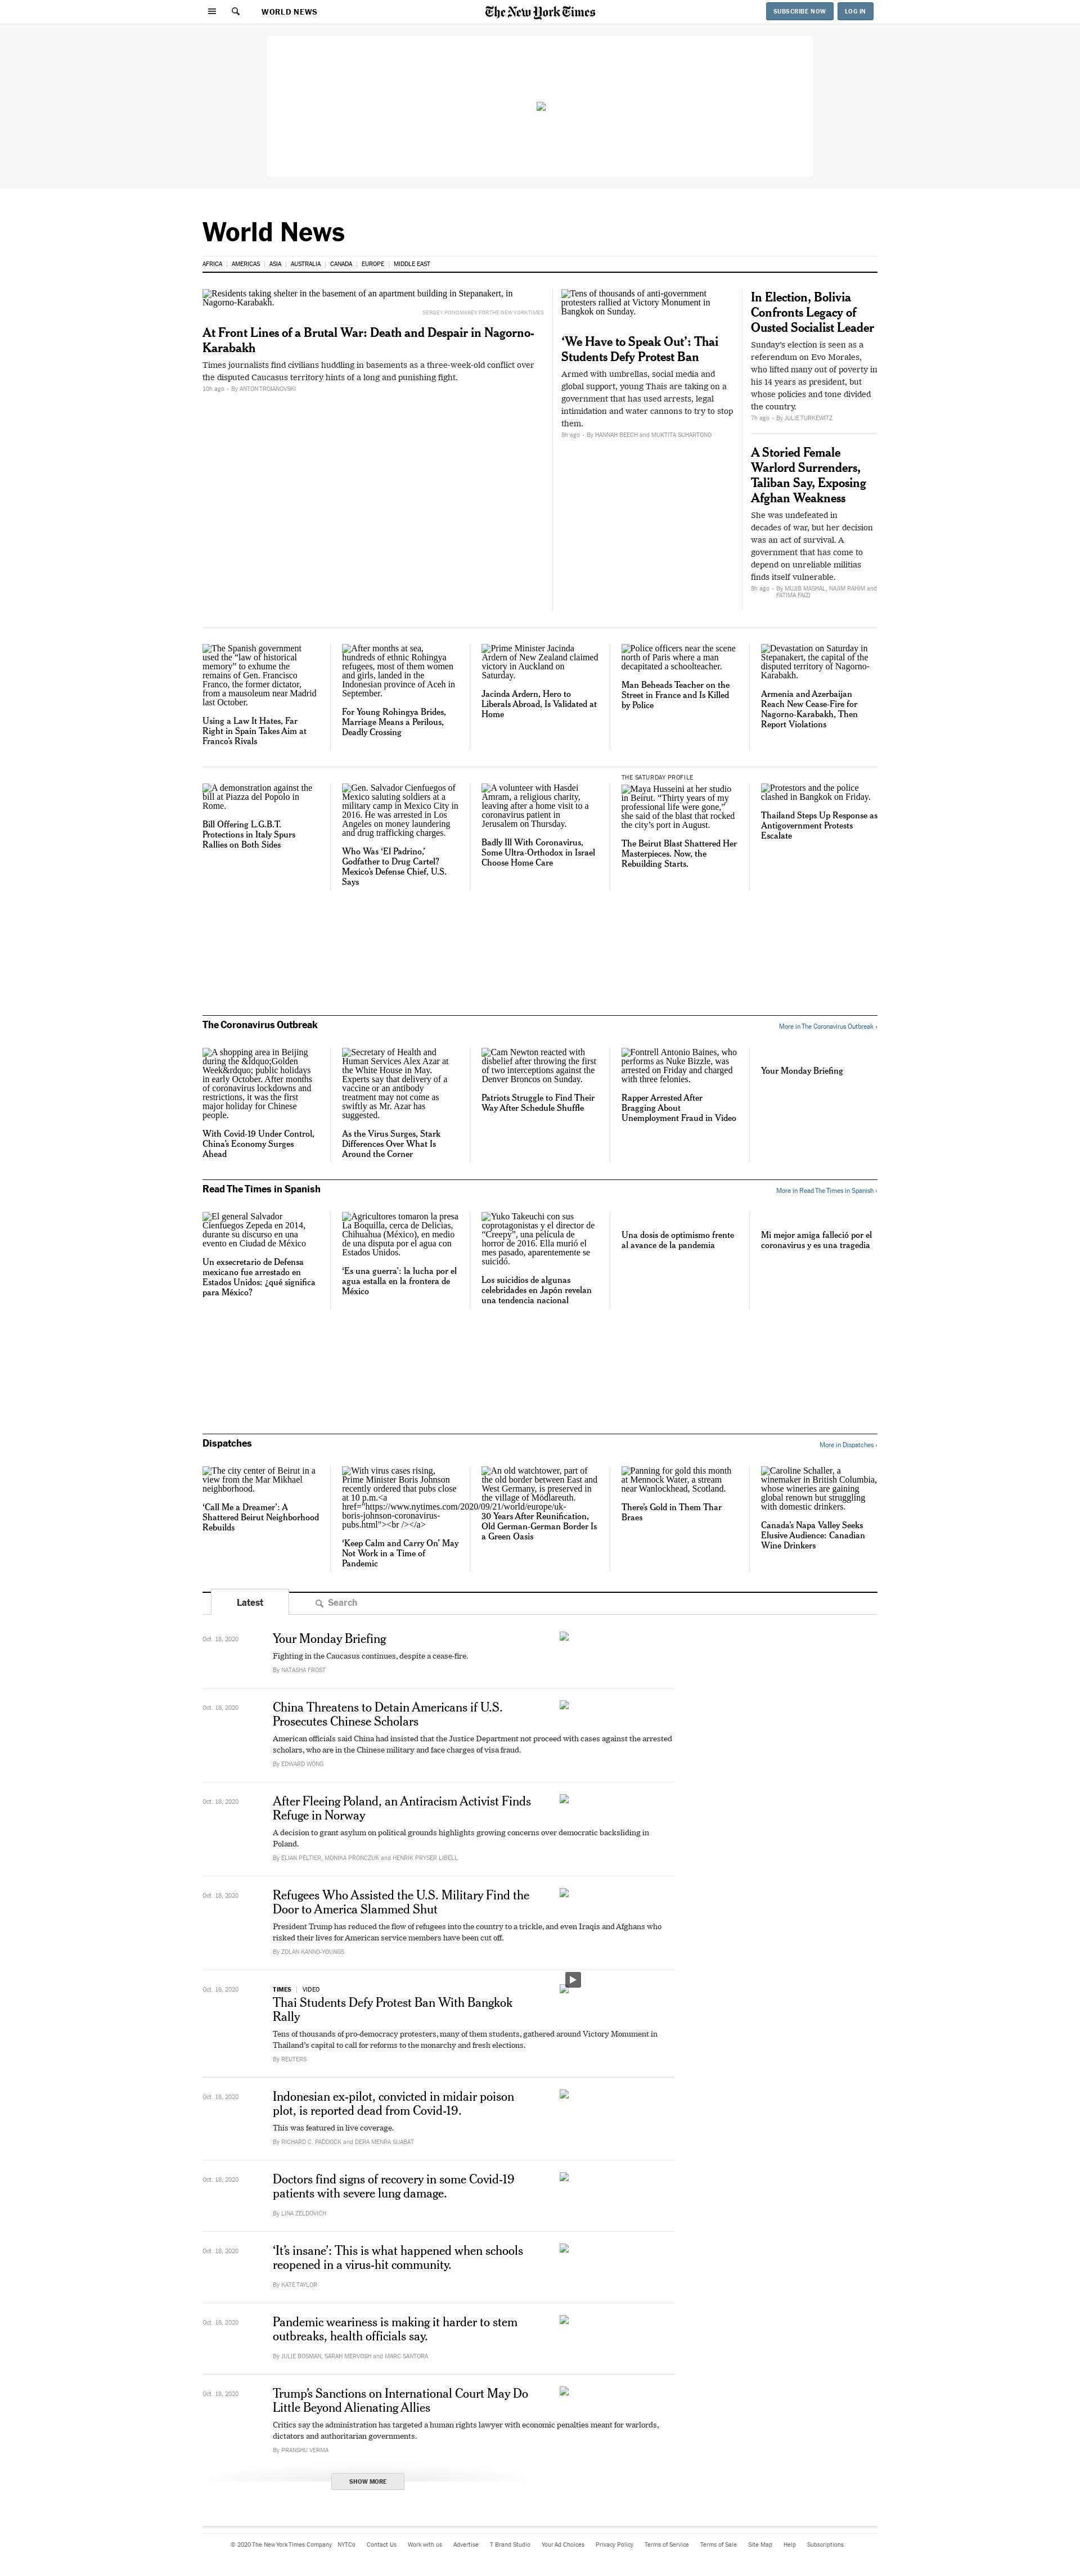 WORLD NEWS
The New York Times
SUBSCRIBE NOW
LOG IN
World News
AFRICA | AMERICAS | ASIA | AUSTRALIA | CANADA | EUROPE | MIDDLE EAST
Residents taking shelter in the basement of an apartment building in Stepanakert, in
Nagorno-Karabakh.
SERGEY PONOMAREV FOR THE NEW YORK TIMES
At Front Lines of a Brutal War: Death and Despair in Nagorno-
Karabakh
Times journalists find civilians huddling in basements as a three-week-old conflict over
the disputed Caucasus territory hints of a long and punishing fight.
10h ago - By ANTON TROIANOVSKI
Tens of thousands of anti-government
protesters rallied at Victory Monument in
Bangkok on Sunday.
‘We Have to Speak Out’: Thai
Students Defy Protest Ban
Armed with umbrellas, social media and
global support, young Thais are taking on a
government that has used arrests, legal
intimidation and water cannons to try to stop
them.
8h ago - By HANNAH BEECH and MUKTITA SUHARTONO
In Election, Bolivia
Confronts Legacy of
Ousted Socialist Leader
Sunday’s election is seen as a
referendum on Evo Morales,
who lifted many out of poverty in
his 14 years as president, but
whose policies and tone divided
the country.
7h ago - By JULIE TURKEWITZ
A Storied Female
Warlord Surrenders,
Taliban Say, Exposing
Afghan Weakness
She was undefeated in
decades of war, but her decision
was an act of survival. A
government that has come to
depend on unreliable militias
finds itself vulnerable.
8h ago - By MUJIB MASHAL, NAJIM RAHIM and
FATIMA FAIZI
The Spanish government
used the “law of historical
memory” to exhume the
remains of Gen. Francisco
Franco, the former dictator,
from a mausoleum near Madrid
last October.
Using a Law It Hates, Far
Right in Spain Takes Aim at
Franco’s Rivals
After months at sea,
hundreds of ethnic Rohingya
refugees, most of them women
and girls, landed in the
Indonesian province of Aceh in
September.
For Young Rohingya Brides,
Marriage Means a Perilous,
Deadly Crossing
Prime Minister Jacinda
Ardern of New Zealand claimed
victory in Auckland on
Saturday.
Jacinda Ardern, Hero to
Liberals Abroad, Is Validated at
Home
Police officers near the scene
north of Paris where a man
decapitated a schoolteacher.
Man Beheads Teacher on the
Street in France and Is Killed
by Police
Devastation on Saturday in
Stepanakert, the capital of the
disputed territory of Nagorno-
Karabakh.
Armenia and Azerbaijan
Reach New Cease-Fire for
Nagorno-Karabakh, Then
Report Violations
A demonstration against the
bill at Piazza del Popolo in
Rome.
Bill Offering L.G.B.T.
Protections in Italy Spurs
Rallies on Both Sides
Gen. Salvador Cienfuegos of
Mexico saluting soldiers at a
military camp in Mexico City in
2016. He was arrested in Los
Angeles on money laundering
and drug trafficking charges.
Who Was ‘El Padrino,’
Godfather to Drug Cartel?
Mexico’s Defense Chief, U.S.
Says
A volunteer with Hasdei
Amram, a religious charity,
leaving after a home visit to a
coronavirus patient in
Jerusalem on Thursday.
Badly Ill With Coronavirus,
Some Ultra-Orthodox in Israel
Choose Home Care
THE SATURDAY PROFILE
Maya Husseini at her studio
in Beirut. “Thirty years of my
professional life were gone,”
she said of the blast that rocked
the city’s port in August.
The Beirut Blast Shattered Her
Masterpieces. Now, the
Rebuilding Starts.
Protestors and the police
clashed in Bangkok on Friday.
Thailand Steps Up Response as
Antigovernment Protests
Escalate
The Coronavirus Outbreak
More in The Coronavirus Outbreak ›
A shopping area in Beijing
during the &ldquo;Golden
Week&rdquo; public holidays
in early October. After months
of coronavirus lockdowns and
restrictions, it was the first
major holiday for Chinese
people.
With Covid-19 Under Control,
China’s Economy Surges
Ahead
Secretary of Health and
Human Services Alex Azar at
the White House in May.
Experts say that delivery of a
vaccine or an antibody
treatment may not come as
swiftly as Mr. Azar has
suggested.
As the Virus Surges, Stark
Differences Over What Is
Around the Corner
Cam Newton reacted with
disbelief after throwing the first
of two interceptions against the
Denver Broncos on Sunday.
Patriots Struggle to Find Their
Way After Schedule Shuffle
Fontrell Antonio Baines, who
performs as Nuke Bizzle, was
arrested on Friday and charged
with three felonies.
Rapper Arrested After
Bragging About
Unemployment Fraud in Video
Your Monday Briefing
Read The Times in Spanish
More in Read The Times in Spanish ›
El general Salvador
Cienfuegos Zepeda en 2014,
durante su discurso en una
evento en Ciudad de México
Un exsecretario de Defensa
mexicano fue arrestado en
Estados Unidos: ¿qué significa
para México?
Agricultores tomaron la presa
La Boquilla, cerca de Delicias,
Chihuahua (México), en medio
de una disputa por el agua con
Estados Unidos.
‘Es una guerra’: la lucha por el
agua estalla en la frontera de
México
Yuko Takeuchi con sus
coprotagonistas y el director de
“Creepy”, una película de
horror de 2016. Ella murió el
mes pasado, aparentemente se
suicidó.
Los suicidios de algunas
celebridades en Japón revelan
una tendencia nacional
Una dosis de optimismo frente
al avance de la pandemia
Mi mejor amiga falleció por el
coronavirus y es una tragedia
Dispatches
More in Dispatches ›
The city center of Beirut in a
view from the Mar Mikhael
neighborhood.
‘Call Me a Dreamer’: A
Shattered Beirut Neighborhood
Rebuilds
With virus cases rising,
Prime Minister Boris Johnson
recently ordered that pubs close
at 10 p.m.<a
href="https://www.nytimes.com/2020/09/21/world/europe/uk-
boris-johnson-coronavirus-
pubs.html"><br /></a>
‘Keep Calm and Carry On’ May
Not Work in a Time of
Pandemic
An old watchtower, part of
the old border between East and
West Germany, is preserved in
the village of Mödlareuth.
30 Years After Reunification,
Old German-German Border Is
a Green Oasis
Panning for gold this month
at Mennock Water, a stream
near Wanlockhead, Scotland.
There’s Gold in Them Thar
Braes
Caroline Schaller, a
winemaker in British Columbia,
whose wineries are gaining
global renown but struggling
with domestic drinkers.
Canada’s Napa Valley Seeks
Elusive Audience: Canadian
Wine Drinkers
Latest
Search
Oct. 18, 2020
Your Monday Briefing
Fighting in the Caucasus continues, despite a cease-fire.
By NATASHA FROST
Oct. 18, 2020
China Threatens to Detain Americans if U.S.
Prosecutes Chinese Scholars
American officials said China had insisted that the Justice Department not proceed with cases against the arrested
scholars, who are in the Chinese military and face charges of visa fraud.
By EDWARD WONG
Oct. 18, 2020
After Fleeing Poland, an Antiracism Activist Finds
Refuge in Norway
A decision to grant asylum on political grounds highlights growing concerns over democratic backsliding in
Poland.
By ELIAN PELTIER, MONIKA PRONCZUK and HENRIK PRYSER LIBELL
Oct. 18, 2020
Refugees Who Assisted the U.S. Military Find the
Door to America Slammed Shut
President Trump has reduced the flow of refugees into the country to a trickle, and even Iraqis and Afghans who
risked their lives for American service members have been cut off.
By ZOLAN KANNO-YOUNGS
Oct. 18, 2020
TIMES | VIDEO
Thai Students Defy Protest Ban With Bangkok
Rally
Tens of thousands of pro-democracy protesters, many of them students, gathered around Victory Monument in
Thailand’s capital to call for reforms to the monarchy and fresh elections.
By REUTERS
Oct. 18, 2020
Indonesian ex-pilot, convicted in midair poison
plot, is reported dead from Covid-19.
This was featured in live coverage.
By RICHARD C. PADDOCK and DERA MENRA SIJABAT
Oct. 18, 2020
Doctors find signs of recovery in some Covid-19
patients with severe lung damage.
By LINA ZELDOVICH
Oct. 18, 2020
‘It’s insane’: This is what happened when schools
reopened in a virus-hit community.
By KATE TAYLOR
Oct. 18, 2020
Pandemic weariness is making it harder to stem
outbreaks, health officials say.
By JULIE BOSMAN, SARAH MERVOSH and MARC SANTORA
Oct. 18, 2020
Trump’s Sanctions on International Court May Do
Little Beyond Alienating Allies
Critics say the administration has targeted a human rights lawyer with economic penalties meant for warlords,
dictators and authoritarian governments.
By PRANSHU VERMA
SHOW MORE
© 2020 The New York Times Company NYTCo Contact Us Work with us Advertise T Brand Studio Your Ad Choices Privacy Policy Terms of Service Terms of Sale Site Map Help Subscriptions